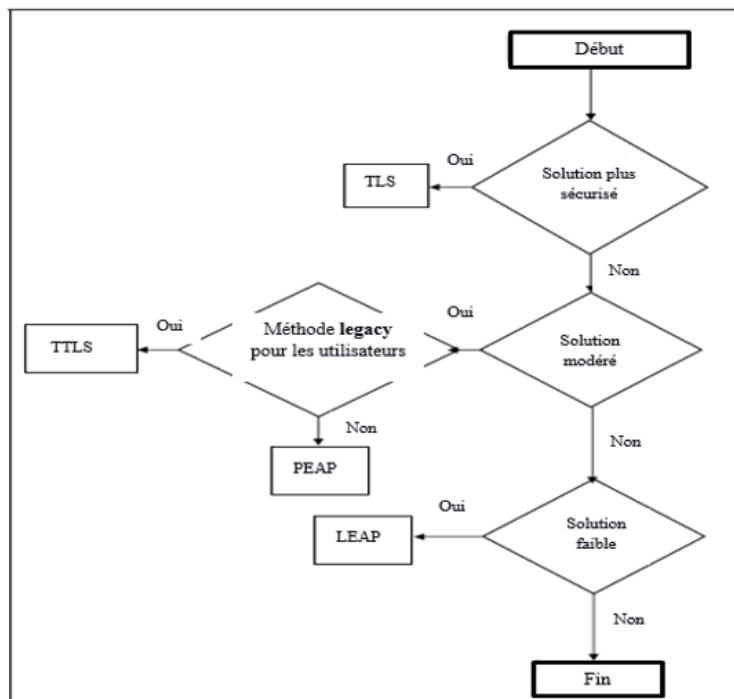 Début
Oui
Solution plus
sécurisé
TLS
Non
Oui
Méthode legacy
pour les utilisateurs
Oui
Solution
modéré
TTLS
Non
PEAP
Non
Oui
Solution
faible
LEAP
Non
Fin